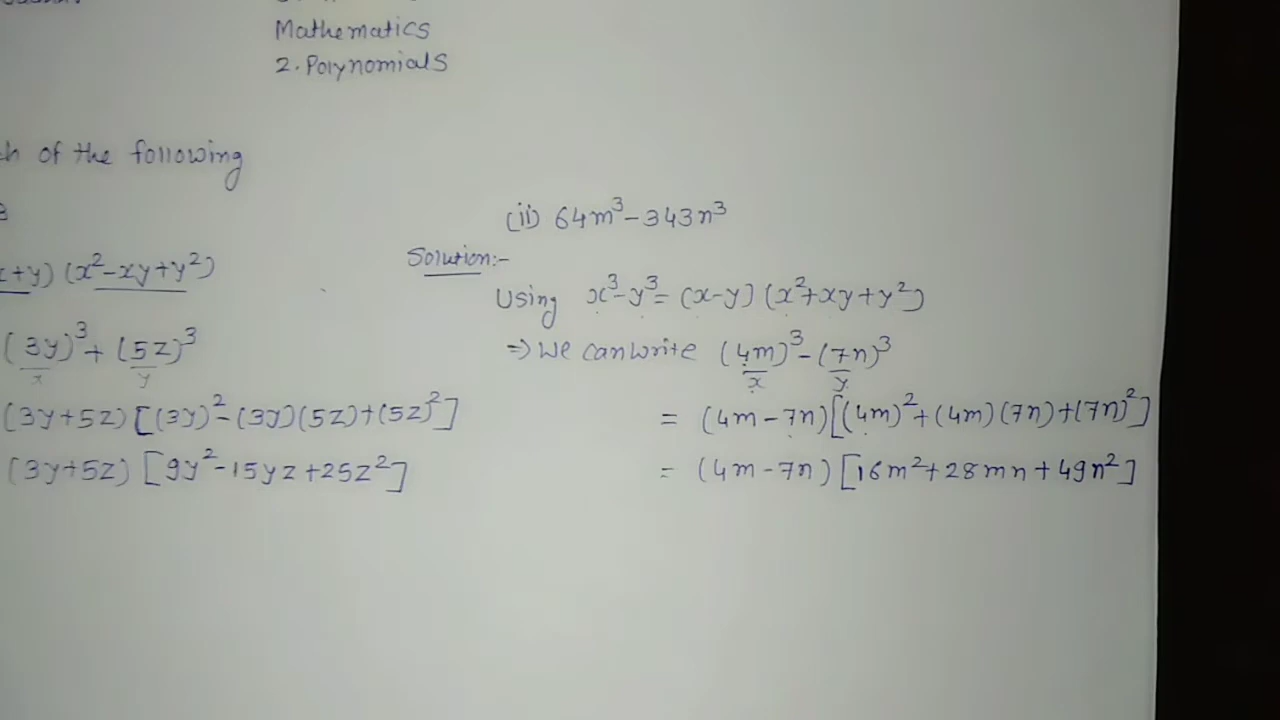 Mathematics
2. Polynomials
of the following
+y) (x²-xy+y²)
(3y)³+(5z)³
x y
(3y+5z) [(3y)²-(3y)(5z)+(5z)²]
(3y+5z) [9y²-15yz+25z²]
(ii) 64m³-343n³
Solution:-
Using x³-y³=(x-y) (x²+xy+y²)
⇒ We can write (4m)³-(7n)³
x y
= (4m-7n)[(4m)²+(4m)(7n)+(7n)²]
= (4m-7n) [16m²+28mn+49n²]